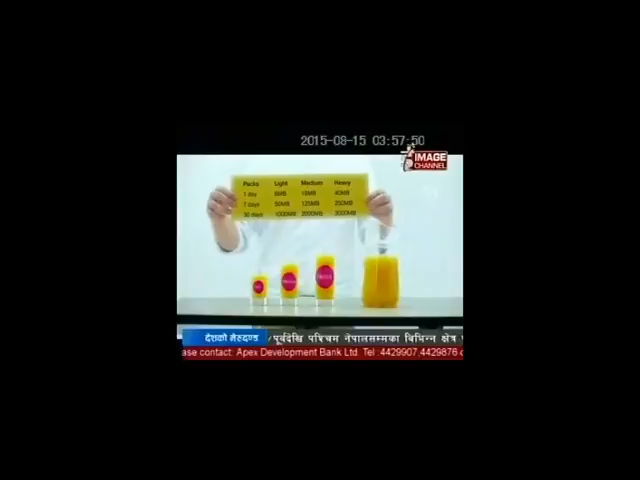 2015-08-15 03:57:50
IMAGE
CHANNEL
Packs Light Medium Heavy
1 day 6MB 40MB
7 days 50MB 125MB 250MB
30 days 1000MB 2000MB 3000MB
देशको मेरुदण्ड /पूर्वदेखि पश्चिम नेपालसम्मका बिभिन्न क्षेत्र
ase contact: Apex Development Bank Ltd. Tel :4429907,4429876